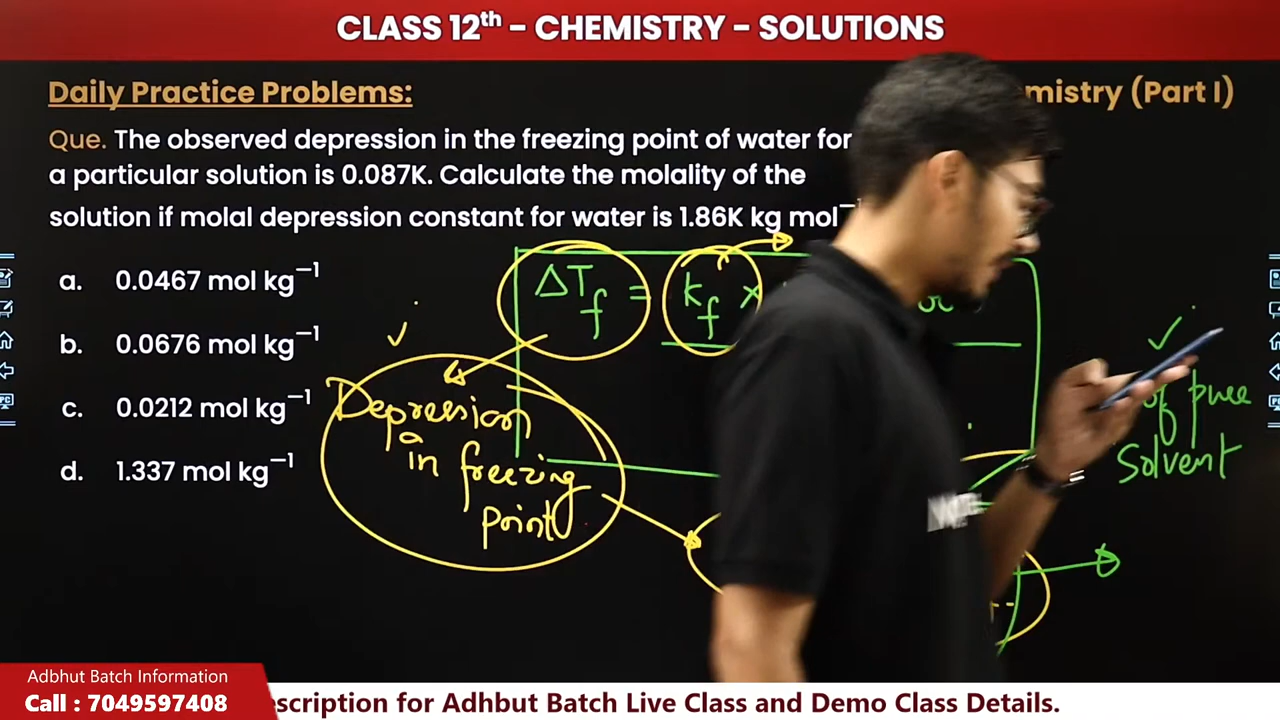 CLASS 12th - CHEMISTRY - SOLUTIONS
Daily Practice Problems:
mistry (Part I)
Que. The observed depression in the freezing point of water for
a particular solution is 0.087K. Calculate the molality of the
solution if molal depression constant for water is 1.86K kg mol
a. 0.0467 mol kg⁻¹
b. 0.0676 mol kg⁻¹
c. 0.0212 mol kg⁻¹
d. 1.337 mol kg⁻¹
ΔTf = kf ×
Depression
in freezing
point
of pure
solvent
Adbhut Batch Information
Call : 7049597408
scription for Adhbut Batch Live Class and Demo Class Details.